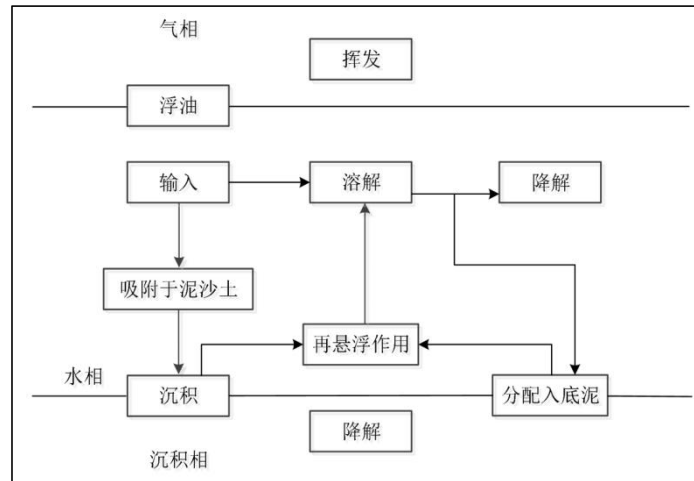 气相
挥发
浮油
输入
溶解
降解
吸附于泥沙土
再悬浮作用
水相
沉积
分配入底泥
降解
沉积相